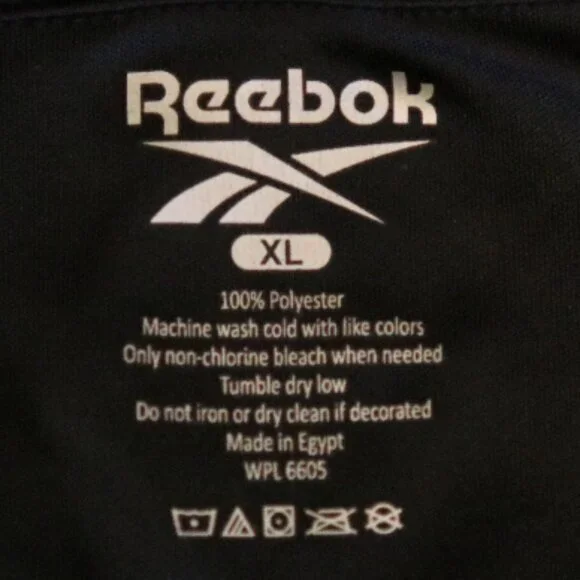 Reebok
XL
100% Polyester
Machine wash cold with like colors
Only non-chlorine bleach when needed
Tumble dry low
Do not iron or dry clean if decorated
Made in Egypt
WPL 6605